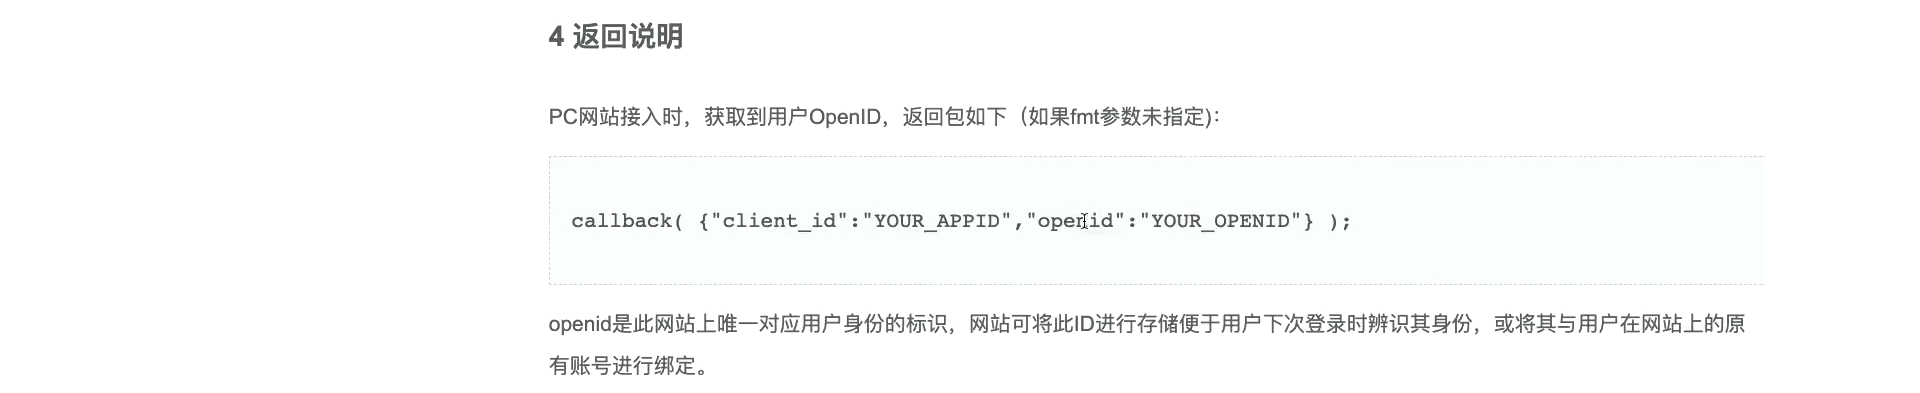 4 返回说明
PC网站接入时，获取到用户OpenID，返回包如下（如果fmt参数未指定)：
callback( {"client_id":"YOUR_APPID","openid":"YOUR_OPENID"} );
openid是此网站上唯一对应用户身份的标识，网站可将此ID进行存储便于用户下次登录时辨识其身份，或将其与用户在网站上的原
有账号进行绑定。